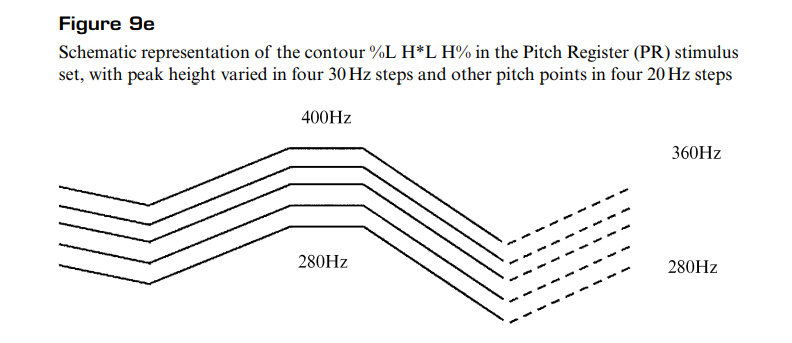 Figure 9e
Schematic representation of the contour %L H*L H% in the Pitch Register (PR) stimulus
set, with peak height varied in four 30 Hz steps and other pitch points in four 20 Hz steps
400Hz
360Hz
280Hz
280Hz